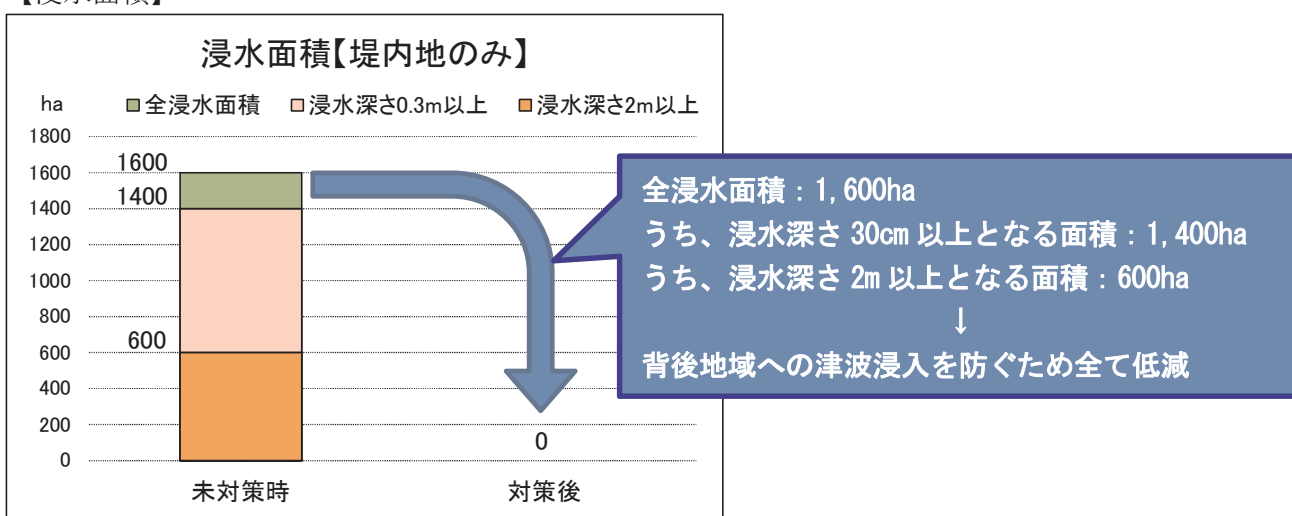 【浸水面積】
浸水面積【堤内地のみ】
ha
■全浸水面積 ■浸水深さ0.3m以上 ■浸水深さ2m以上
1800
1600
1400
1200
1000
800
600
400
200
0
1600
1400
600
0
未対策時 対策後
全浸水面積：1,600ha
うち、浸水深さ 30cm 以上となる面積：1,400ha
うち、浸水深さ 2m 以上となる面積：600ha
↓
背後地域への津波浸入を防ぐため全て低減